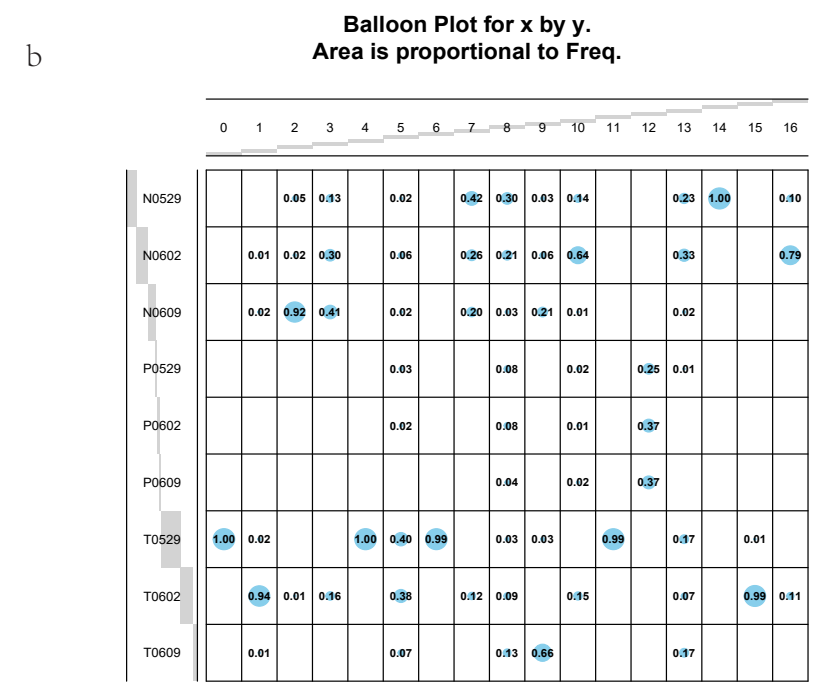 b
Balloon Plot for x by y.
Area is proportional to Freq.
0 1 2 3 4 5 6 7 8 9 10 11 12 13 14 15 16
N0529 0.05 0.13 0.02 0.42 0.30 0.03 0.14 0.23 1.00 0.10
N0602 0.01 0.02 0.30 0.06 0.26 0.21 0.06 0.64 0.33 0.79
N0609 0.02 0.92 0.41 0.02 0.20 0.03 0.21 0.01 0.02
P0529 0.03 0.08 0.02 0.25 0.01
P0602 0.02 0.08 0.01 0.37
P0609 0.04 0.02 0.37
T0529 1.00 0.02 1.00 0.40 0.99 0.03 0.03 0.99 0.17 0.01
T0602 0.94 0.01 0.16 0.38 0.12 0.09 0.15 0.07 0.99 0.11
T0609 0.01 0.07 0.13 0.66 0.17